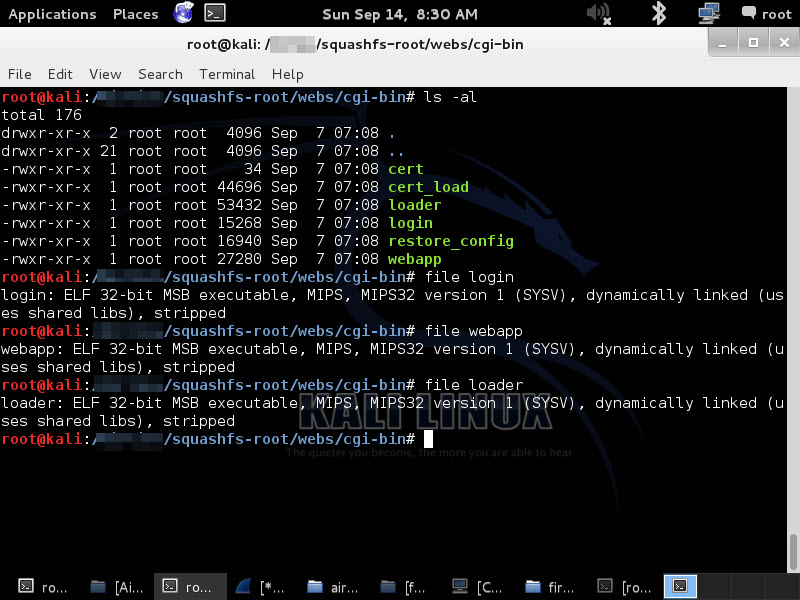 Applications Places Sun Sep 14, 8:30 AM root
root@kali: / /squashfs-root/webs/cgi-bin
File Edit View Search Terminal Help
root@kali:/ /squashfs-root/webs/cgi-bin# ls -al
total 176
drwxr-xr-x 2 root root 4096 Sep 7 07:08 .
drwxr-xr-x 21 root root 4096 Sep 7 07:08 ..
-rwxr-xr-x 1 root root 34 Sep 7 07:08 cert
-rwxr-xr-x 1 root root 44696 Sep 7 07:08 cert_load
-rwxr-xr-x 1 root root 53432 Sep 7 07:08 loader
-rwxr-xr-x 1 root root 15268 Sep 7 07:08 login
-rwxr-xr-x 1 root root 16940 Sep 7 07:08 restore_config
-rwxr-xr-x 1 root root 27280 Sep 7 07:08 webapp
root@kali:/ /squashfs-root/webs/cgi-bin# file login
login: ELF 32-bit MSB executable, MIPS, MIPS32 version 1 (SYSV), dynamically linked (us
es shared libs), stripped
root@kali:/ /squashfs-root/webs/cgi-bin# file webapp
webapp: ELF 32-bit MSB executable, MIPS, MIPS32 version 1 (SYSV), dynamically linked (u
ses shared libs), stripped
root@kali:/ /squashfs-root/webs/cgi-bin# file loader
loader: ELF 32-bit MSB executable, MIPS, MIPS32 version 1 (SYSV), dynamically linked (u
ses shared libs), stripped
KALI LINUX
root@kali:/ /squashfs-root/webs/cgi-bin#
The quieter you become, the more you are able to hear
ro... [Ai... ro... [*... air... [f... [C... fir... [ro...